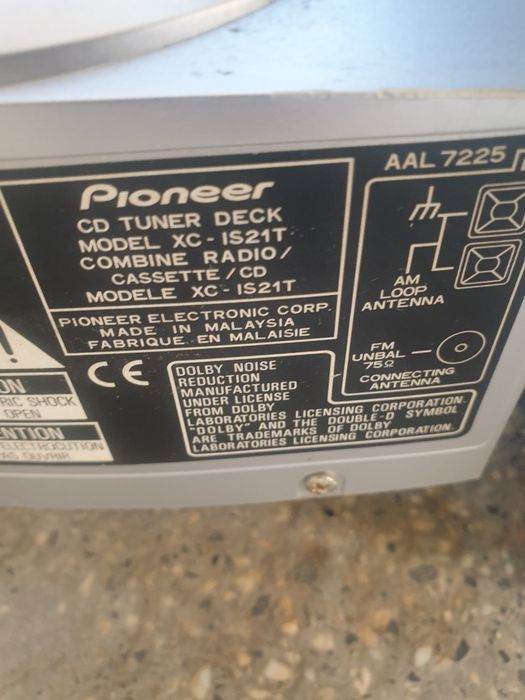 AAL 7225
Pioneer
CD TUNER DECK
MODEL XC-IS21T
COMBINE RADIO/
CASSETTE/CD
MODELE XC-IS21T
PIONEER ELECTRONIC CORP.
MADE IN MALAYSIA
FABRIQUE EN MALAISIE
AM
LOOP
ANTENNA
FM
UNBAL
75Ω
CONNECTING
ANTENNA
CE
DOLBY NOISE
REDUCTION
MANUFACTURED
UNDER LICENSE
FROM DOLBY
LABORATORIES LICENSING CORPORATION.
"DOLBY" AND THE DOUBLE-D SYMBOL
ARE TRADEMARKS OF DOLBY
LABORATORIES LICENSING CORPORATION.
SHOCK
OPEN
OUVRIR